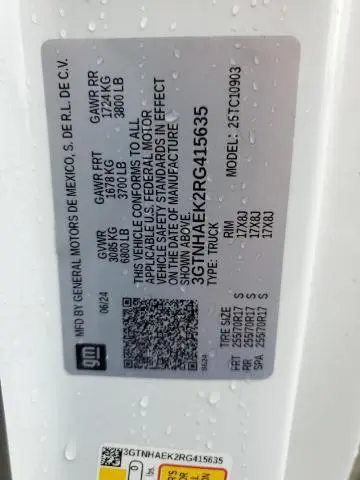 MFD BY GENERAL MOTORS DE MEXICO, S. DE R.L. DE C.V.
06/24 GVWR GAWR FRT GAWR RR
3085 KG 1678 KG 1724 KG
6800 LB 3700 LB 3800 LB
THIS VEHICLE CONFORMS TO ALL
APPLICABLE U.S. FEDERAL MOTOR
VEHICLE SAFETY STANDARDS IN EFFECT
ON THE DATE OF MANUFACTURE
SHOWN ABOVE.
3GTNHAEK2RG415635
TYPE: TRUCK MODEL: 2STC10903
TIRE SIZE RIM
FRT 255/70R17 S 17X8J
RR 255/70R17 S 17X8J
SPA 255/70R17 S 17X8J
gm
3GTNHAEK2RG415635
lbs.